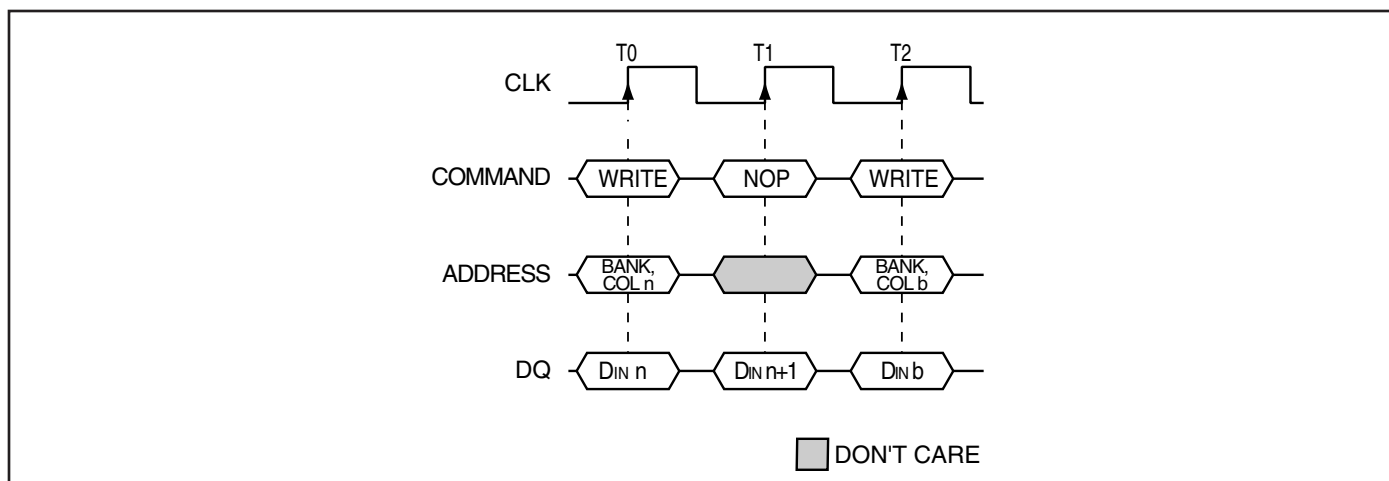 T0 T1 T2
CLK
COMMAND WRITE NOP WRITE
ADDRESS BANK, COL n BANK, COL b
DQ DIN n DIN n+1 DIN b
DON'T CARE